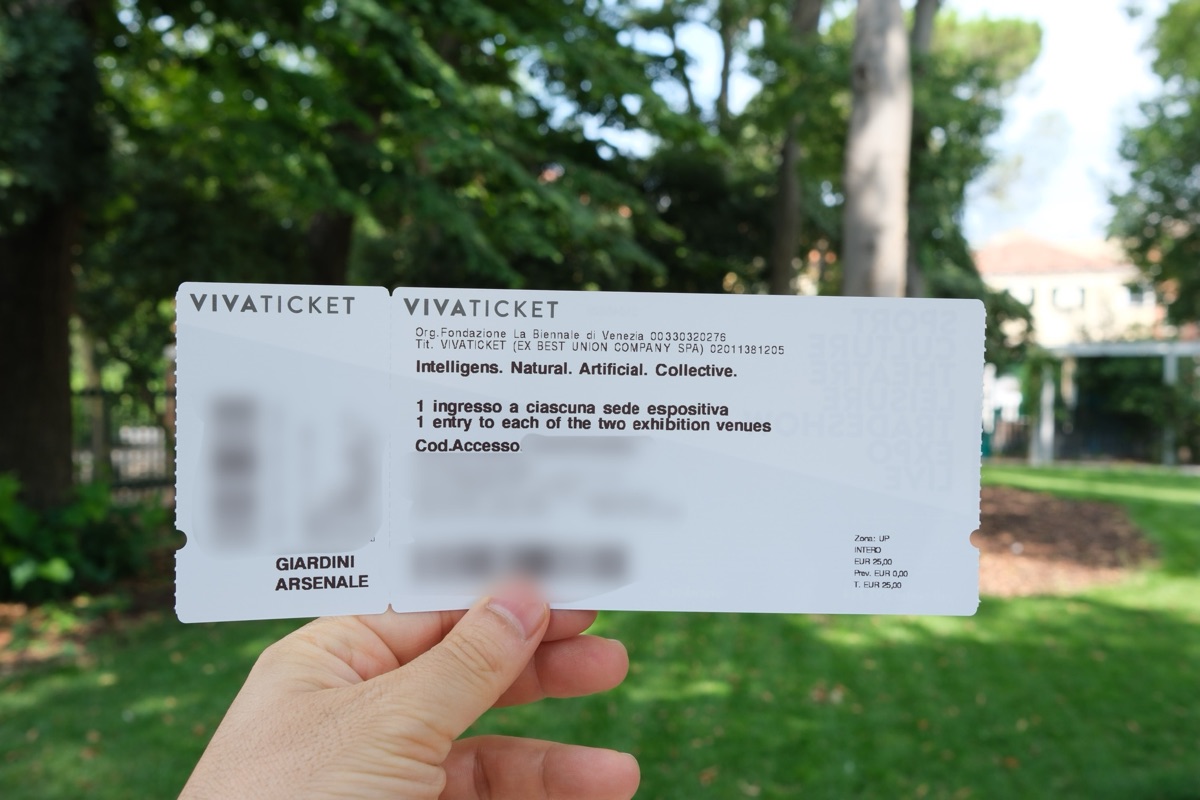 VIVATICKET
GIARDINI
ARSENALE
VIVATICKET
Org.Fondazione La Biennale di Venezia 00330320276
Tit. VIVATICKET (EX BEST UNION COMPANY SPA) 02011381205
Intelligens. Natural. Artificial. Collective.
1 ingresso a ciascuna sede espositiva
1 entry to each of the two exhibition venues
Cod.Accesso
Zona: UP
INTERO
EUR 25,00
Prev. EUR 0,00
T. EUR 25,00